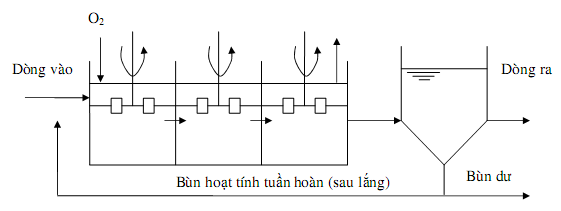 O₂
Dòng vào
Dòng ra
Bùn hoạt tính tuần hoàn (sau lắng)
Bùn dư